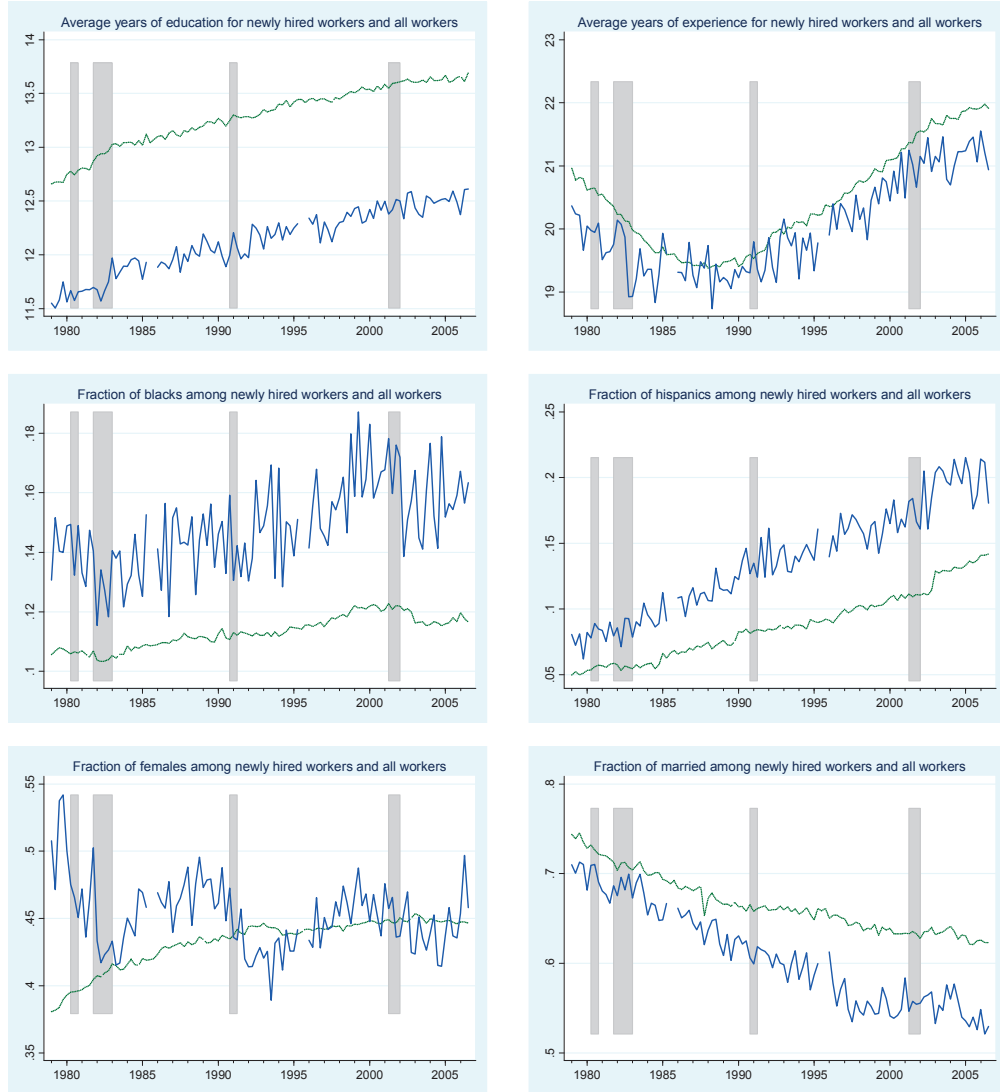 Average years of education for newly hired workers and all workers
14
13.5
13
12.5
12
11.5
1980 1985 1990 1995 2000 2005
Average years of experience for newly hired workers and all workers
23
22
21
20
19
1980 1985 1990 1995 2000 2005
Fraction of blacks among newly hired workers and all workers
.18
.16
.14
.12
.1
1980 1985 1990 1995 2000 2005
Fraction of hispanics among newly hired workers and all workers
.25
.2
.15
.1
.05
1980 1985 1990 1995 2000 2005
Fraction of females among newly hired workers and all workers
.55
.5
.45
.4
.35
1980 1985 1990 1995 2000 2005
Fraction of married among newly hired workers and all workers
.8
.7
.6
.5
1980 1985 1990 1995 2000 2005